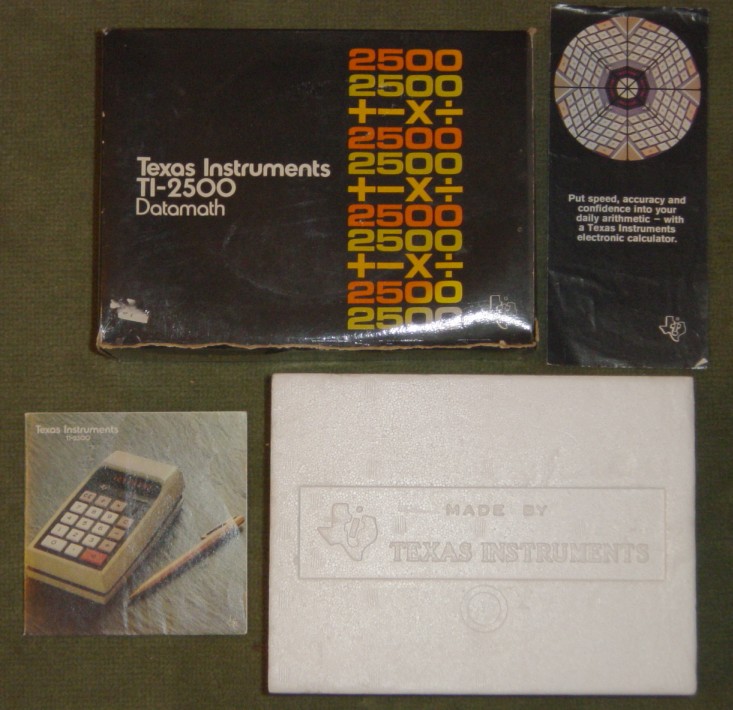 Texas Instruments
TI-2500
Datamath
2500
2500
+−X÷
2500
2500
+−X÷
2500
2500
+−X÷
2500
2500
Put speed, accuracy and
confidence into your
daily arithmetic – with
a Texas Instruments
electronic calculator.
Texas Instruments
TI-2500
MADE BY
TEXAS INSTRUMENTS